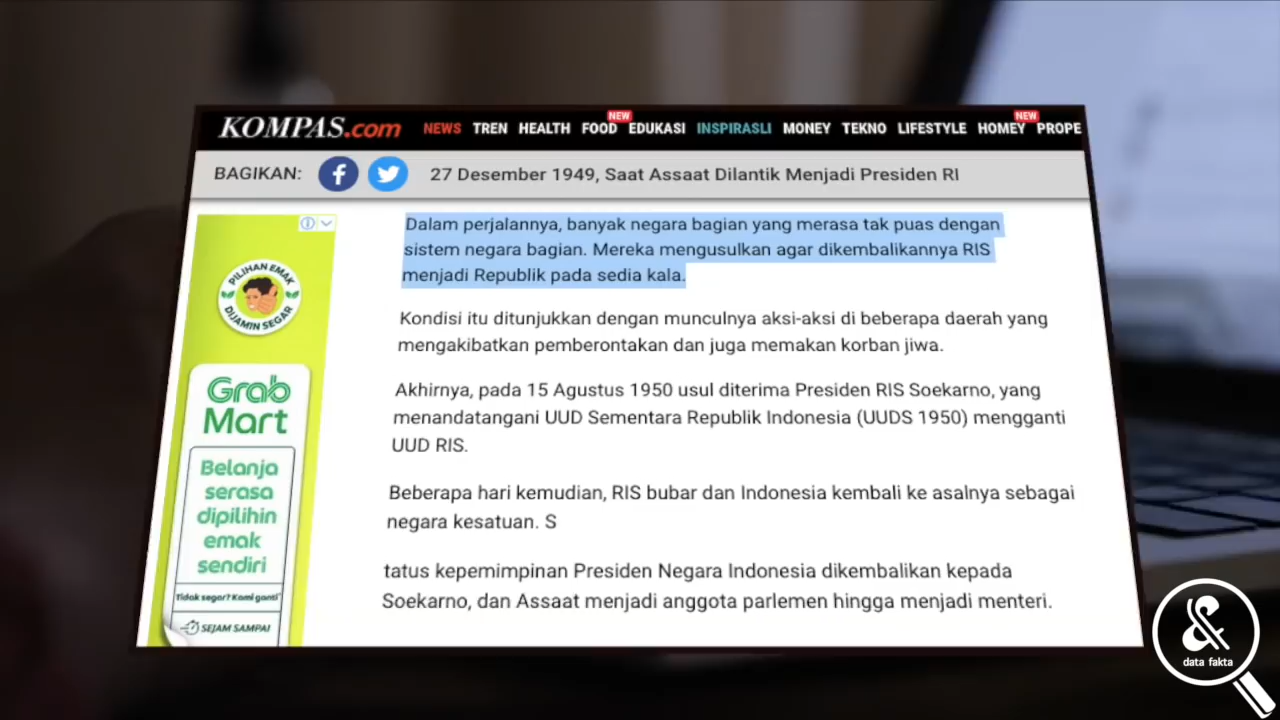 KOMPAS.com NEWS TREN HEALTH FOOD NEW EDUKASI INSPIRASLI MONEY TEKNO LIFESTYLE HOMEY NEW PROPE
BAGIKAN: 27 Desember 1949, Saat Assaat Dilantik Menjadi Presiden RI
Dalam perjalannya, banyak negara bagian yang merasa tak puas dengan
sistem negara bagian. Mereka mengusulkan agar dikembalikannya RIS
menjadi Republik pada sedia kala.
Kondisi itu ditunjukkan dengan munculnya aksi-aksi di beberapa daerah yang
mengakibatkan pemberontakan dan juga memakan korban jiwa.
Akhirnya, pada 15 Agustus 1950 usul diterima Presiden RIS Soekarno, yang
menandatangani UUD Sementara Republik Indonesia (UUDS 1950) mengganti
UUD RIS.
Beberapa hari kemudian, RIS bubar dan Indonesia kembali ke asalnya sebagai
negara kesatuan. S
tatus kepemimpinan Presiden Negara Indonesia dikembalikan kepada
Soekarno, dan Assaat menjadi anggota parlemen hingga menjadi menteri.
PILIHAN EMAK
DIJAMIN SEGAR
Grab
Mart
Belanja
serasa
dipilihin
emak
sendiri
Tidak segar? Kami ganti*
SEJAM SAMPAI
&
data fakta